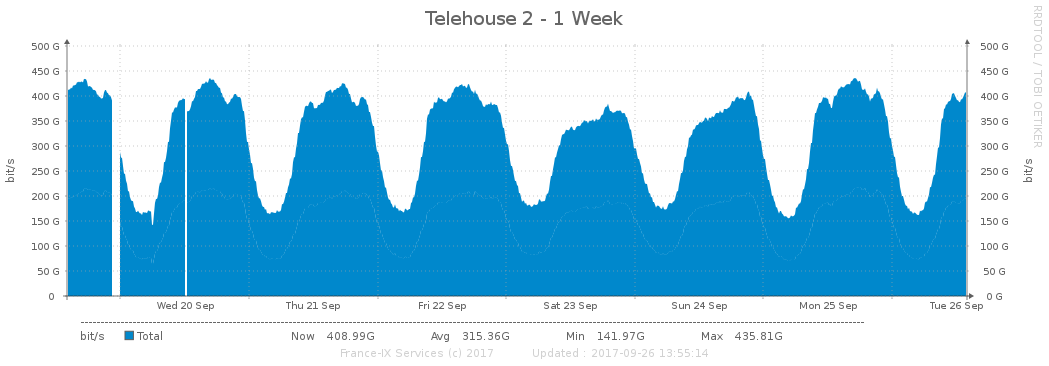 Telehouse 2 - 1 Week
RRDTOOL / TOBI OETIKER
bit/s
500 G
450 G
400 G
350 G
300 G
250 G
200 G
150 G
100 G
50 G
0
500 G
450 G
400 G
350 G
300 G
250 G
200 G
150 G
100 G
50 G
0 G
bit/s
Wed 20 Sep Thu 21 Sep Fri 22 Sep Sat 23 Sep Sun 24 Sep Mon 25 Sep Tue 26 Sep
bit/s Total Now 408.99G Avg 315.36G Min 141.97G Max 435.81G
France-IX Services (c) 2017 Updated : 2017-09-26 13:55:14